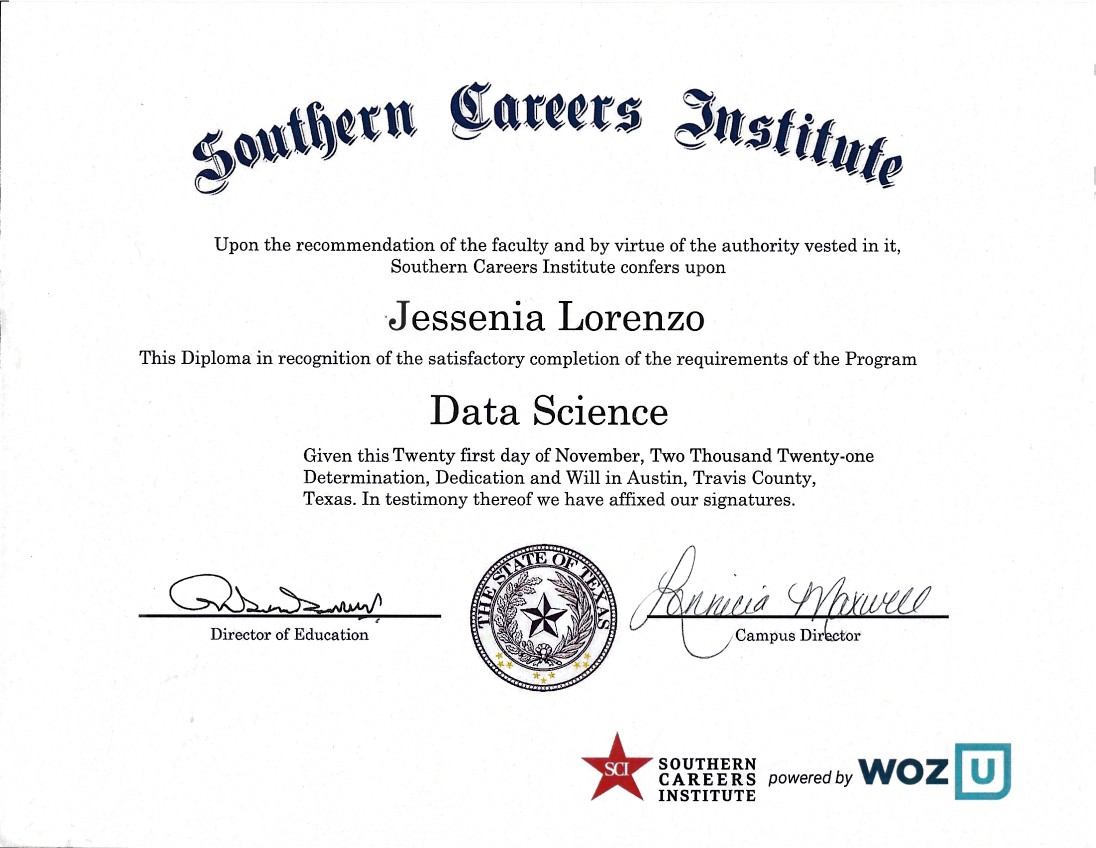 Southern Careers Institute
Upon the recommendation of the faculty and by virtue of the authority vested in it,
Southern Careers Institute confers upon
Jessenia Lorenzo
This Diploma in recognition of the satisfactory completion of the requirements of the Program
Data Science
Given this Twenty first day of November, Two Thousand Twenty-one
Determination, Dedication and Will in Austin, Travis County,
Texas. In testimony thereof we have affixed our signatures.
THE STATE OF TEXAS
Maxwell
Director of Education
Campus Director
SCI
SOUTHERN
CAREERS
INSTITUTE
powered by WOZ U